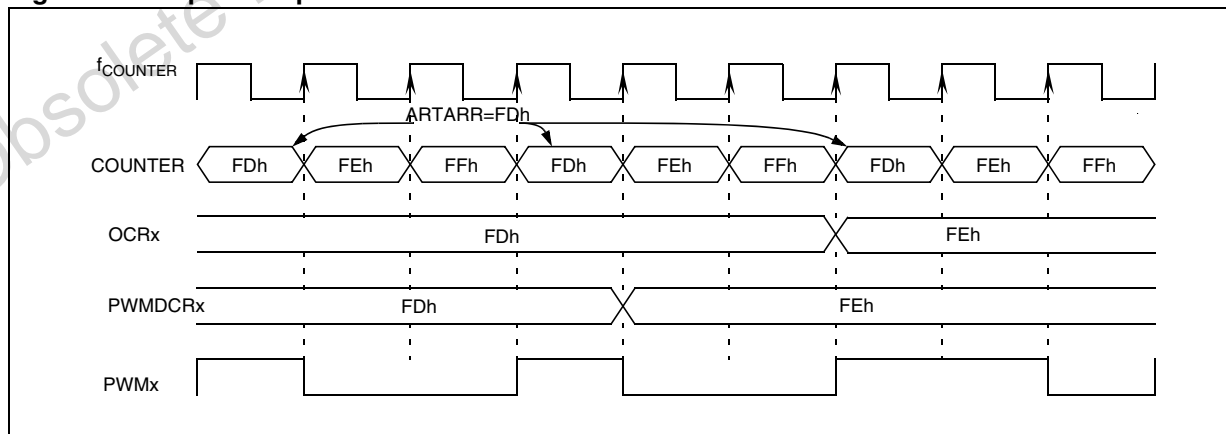 fCOUNTER
ARTARR=FDh
COUNTER FDh FEh FFh FDh FEh FFh FDh FEh FFh
OCRx FDh FEh
PWMDCRx FDh FEh
PWMx